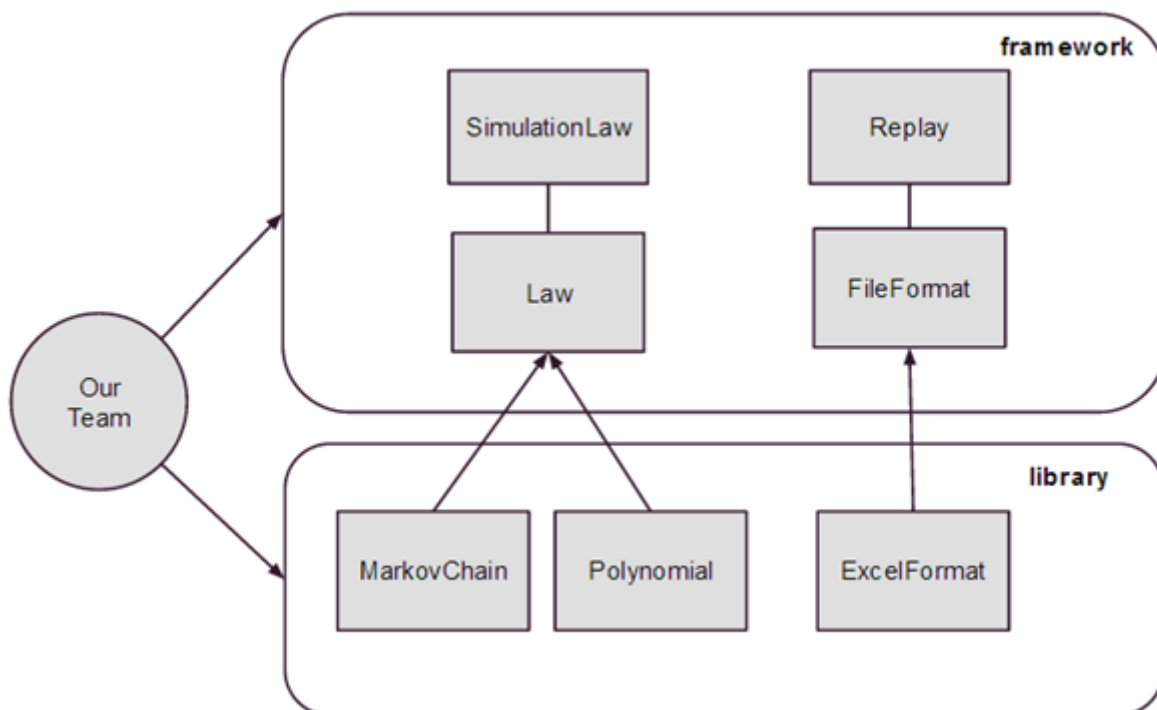 framework
SimulationLaw
Replay
Law
FileFormat
Our
Team
library
MarkovChain
Polynomial
ExcelFormat